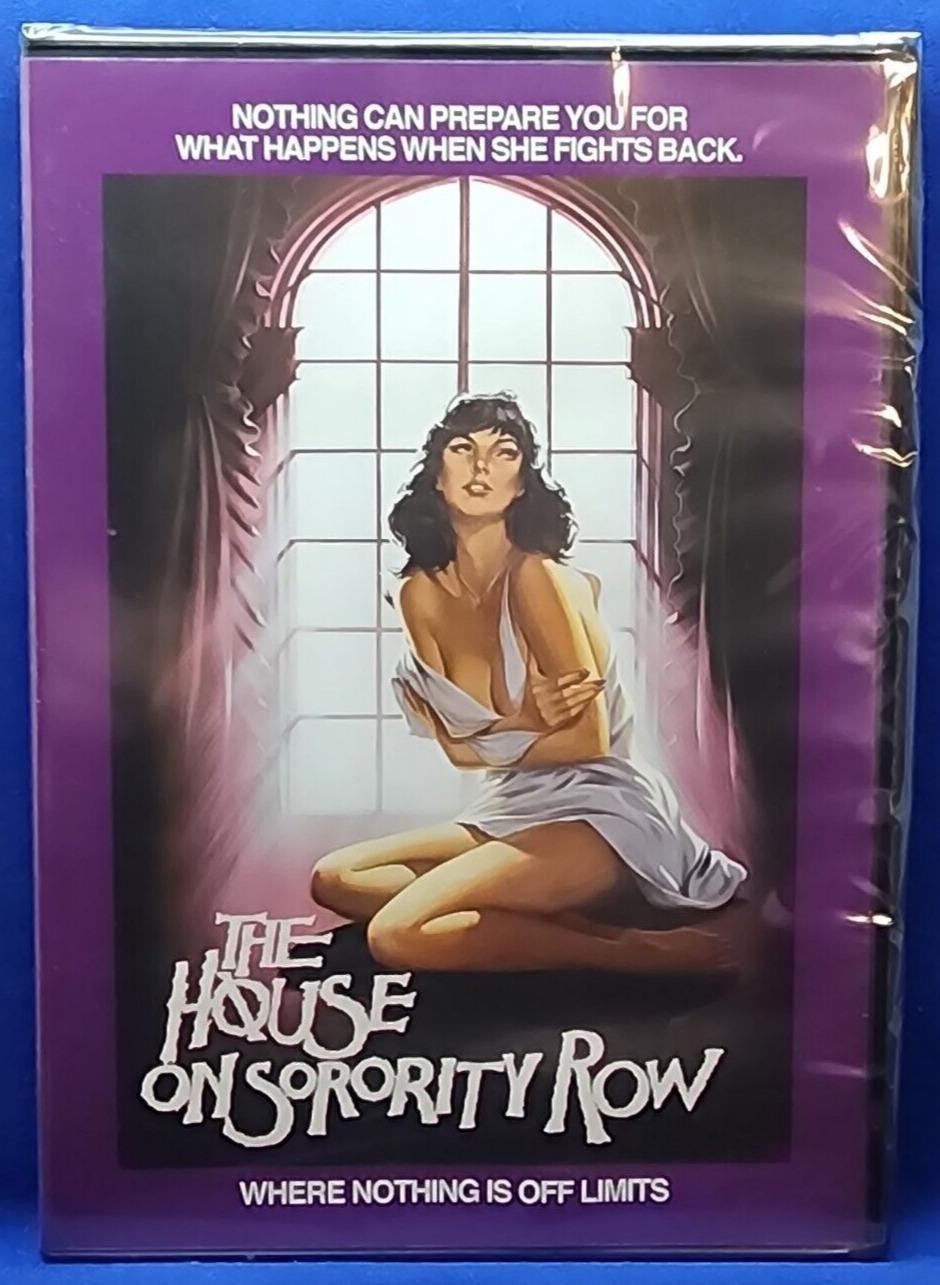 NOTHING CAN PREPARE YOU FOR
WHAT HAPPENS WHEN SHE FIGHTS BACK.
THE
HOUSE
ON SORORITY ROW
WHERE NOTHING IS OFF LIMITS